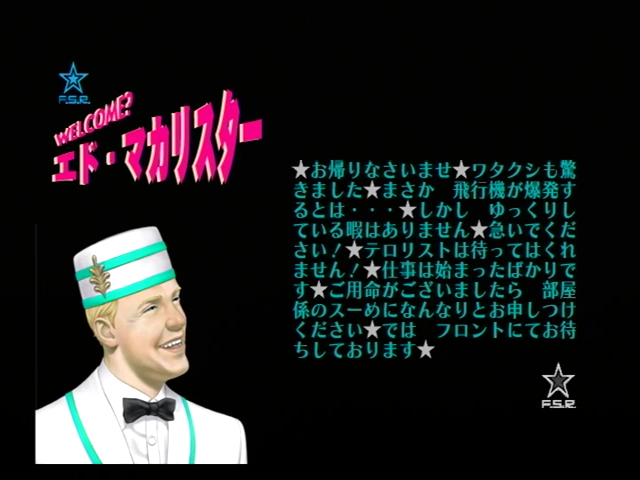 F.S.R.
WELCOME?
エド・マカリスター
★お帰りなさいませ★ワタクシも驚
きました★まさか　飛行機が爆発す
るとは・・・★しかし　ゆっくりし
ている暇はありません★急いでくだ
さい！★テロリストは待ってはくれ
ません！★仕事は始まったばかりで
す★ご用命がございましたら　部屋
係のスーめになんなりとお申しつけ
ください★では　フロントにてお待
ちしております★
F.S.R.